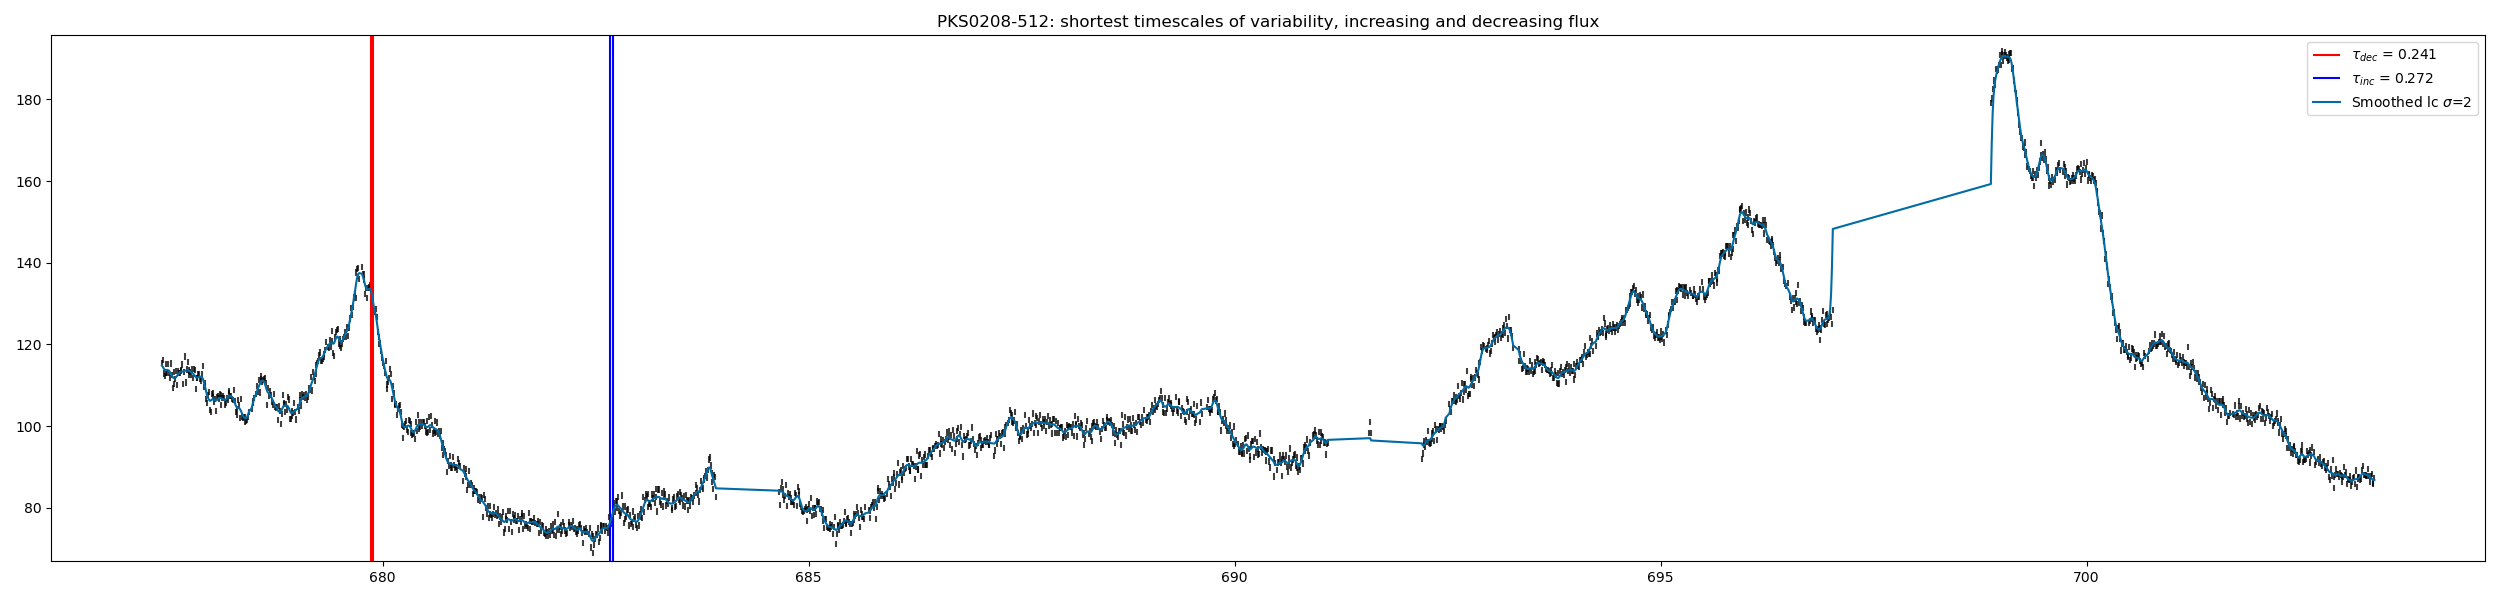 PKS0208-512: shortest timescales of variability, increasing and decreasing flux
τdec = 0.241
τinc = 0.272
Smoothed lc σ=2
180
160
140
120
100
80
680
685
690
695
700